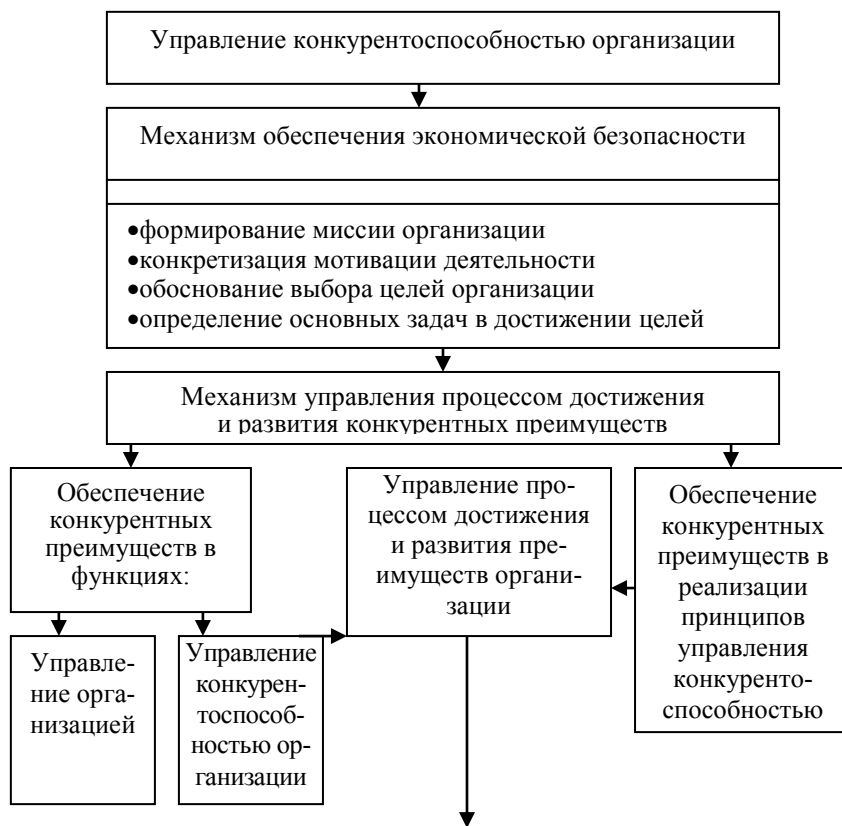 Управление конкурентоспособностью организации
Механизм обеспечения экономической безопасности
•формирование миссии организации
•конкретизация мотивации деятельности
•обоснование выбора целей организации
•определение основных задач в достижении целей
Механизм управления процессом достижения
и развития конкурентных преимуществ
Обеспечение
конкурентных
преимуществ в
функциях:
Управление про-
цессом достижения
и развития пре-
имуществ органи-
зации
Обеспечение
конкурентных
преимуществ в
реализации
принципов
управления
конкуренто-
способностью
Управле-
ние орга-
низацией
Управление
конкурен-
тоспособ-
ностью ор-
ганизации